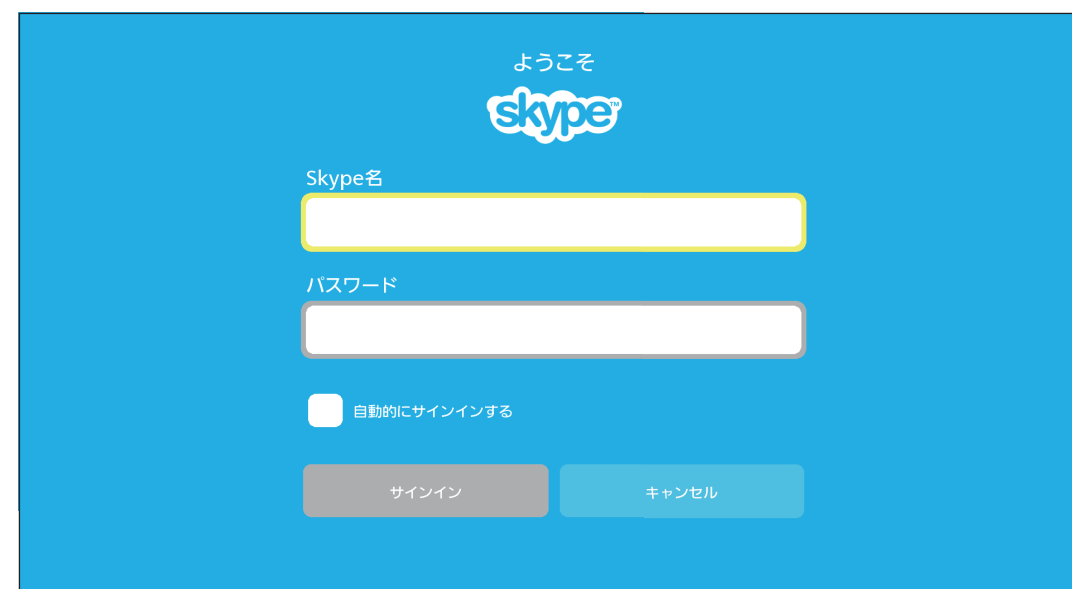 ようこそ
skype™
Skype名
パスワード
自動的にサインインする
サインイン
キャンセル